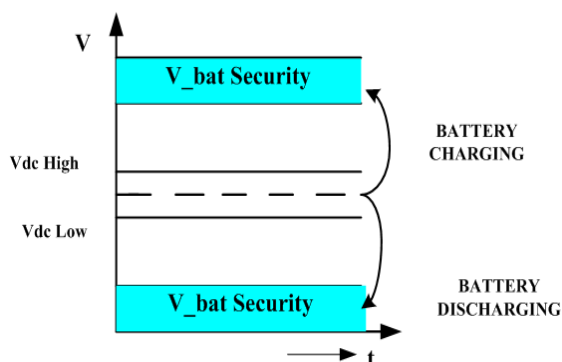 V
V_bat Security
BATTERY
CHARGING
Vdc High
Vdc Low
V_bat Security
BATTERY
DISCHARGING
t